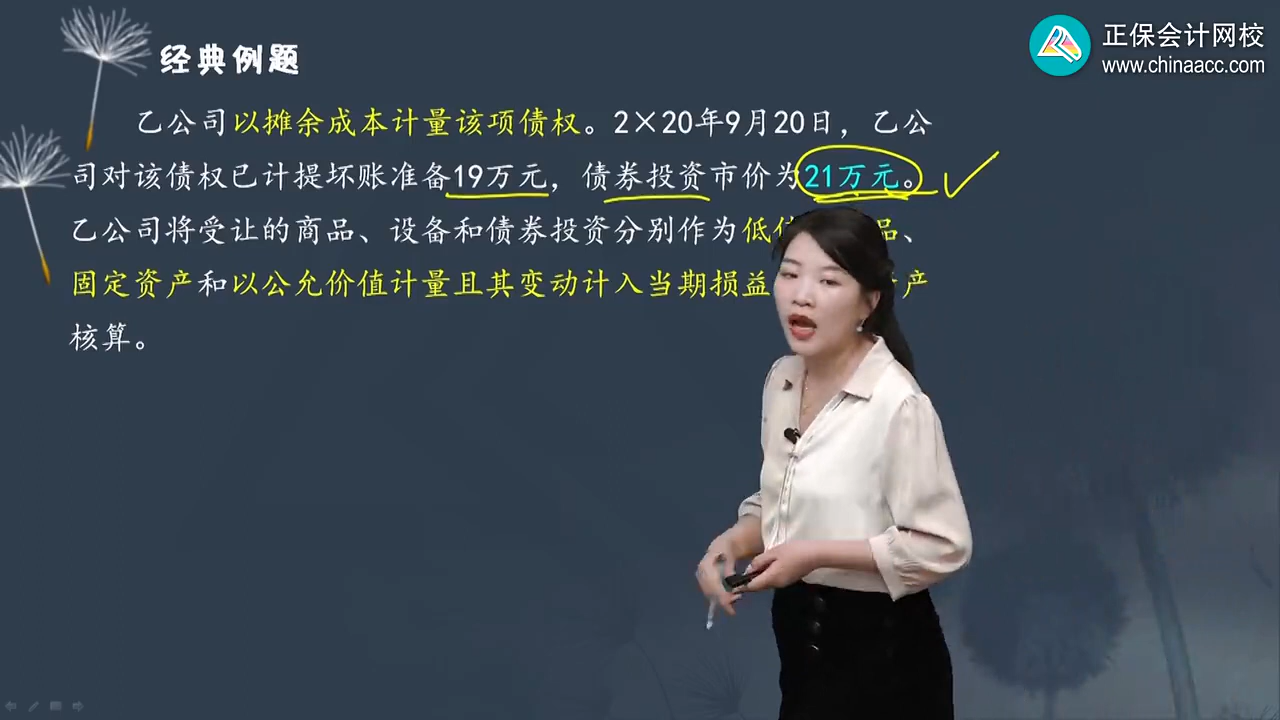 正保会计网校
www.chinaacc.com
经典例题
乙公司以摊余成本计量该项债权。2×20年9月20日，乙公
司对该债权已计提坏账准备19万元，债券投资市价为21万元。
乙公司将受让的商品、设备和债券投资分别作为低 品、
固定资产和以公允价值计量且其变动计入当期损益 产
核算。